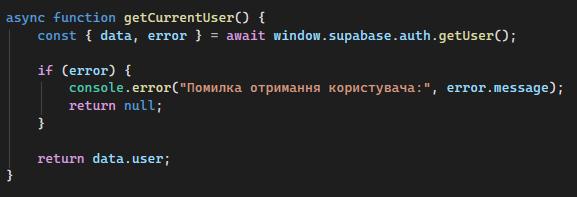 async function getCurrentUser() {
    const { data, error } = await window.supabase.auth.getUser();

    if (error) {
        console.error("Помилка отримання користувача:", error.message);
        return null;
    }

    return data.user;
}